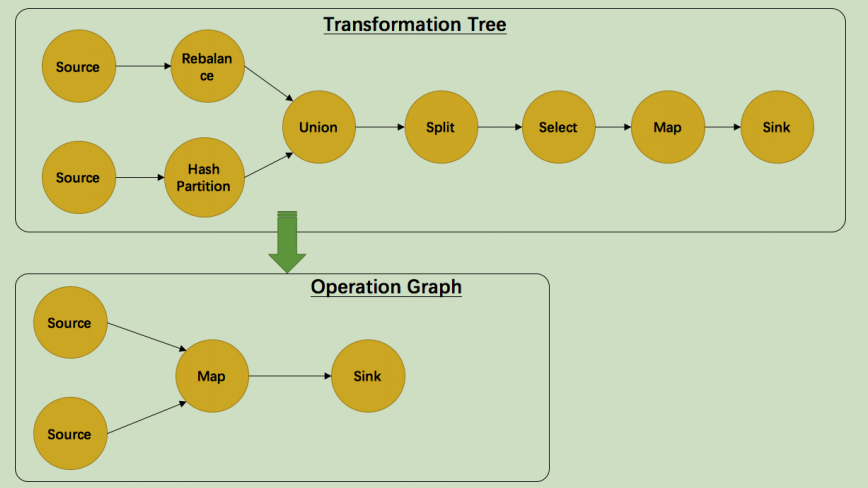 Transformation Tree
Source
Rebalan
ce
Union
Split
Select
Map
Sink
Source
Hash
Partition
Operation Graph
Source
Map
Sink
Source